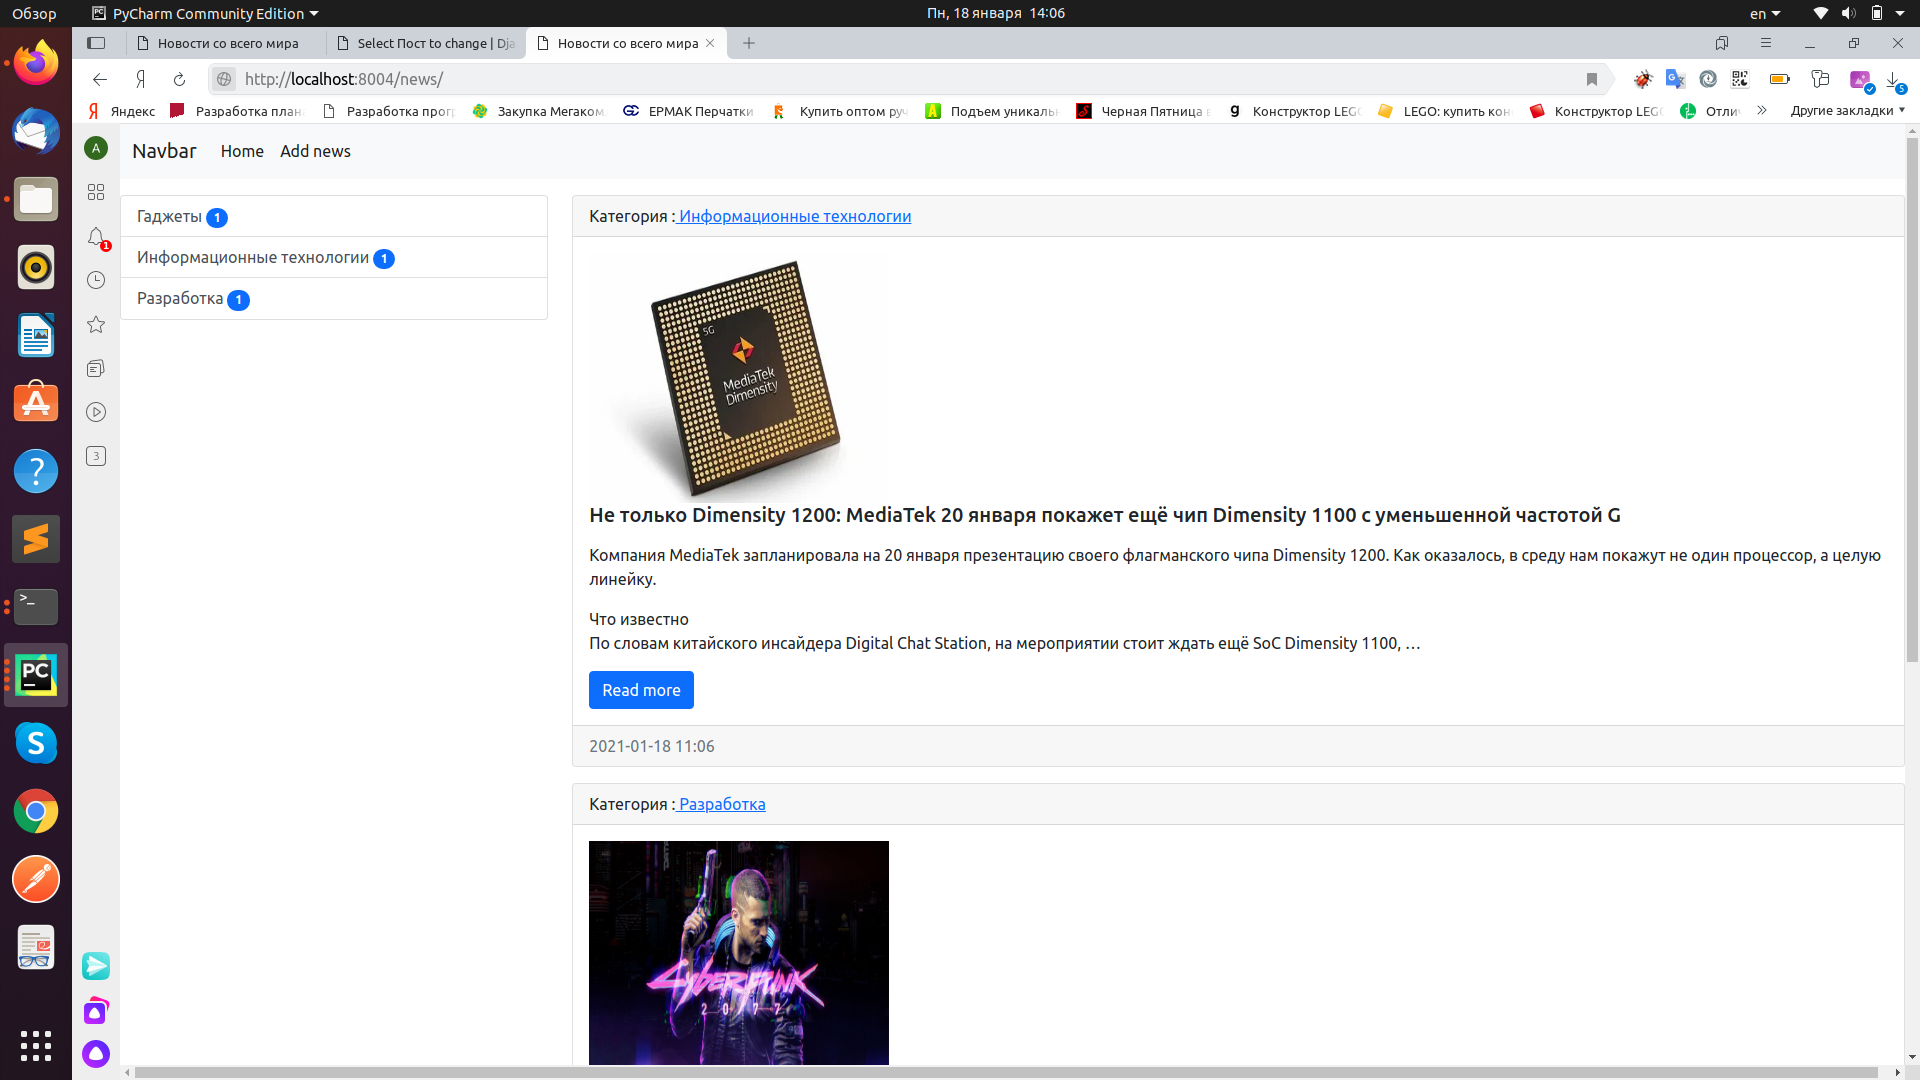 Обзор
PyCharm Community Edition
Пн, 18 января 14:06
en
Новости со всего мира
Select Пост to change | Dja
Новости со всего мира
Я
http://localhost:8004/news/
5
Яндекс
Разработка план
Разработка прог
Закупка Мегаком
ЕРМАК Перчатки
Купить оптом руч
Подъем уникаль
Черная Пятница в
Конструктор LEGO
LEGO: купить кон
Конструктор LEGO
Отли
Другие закладки
A
1
3
Navbar
Home
Add news
Гаджеты 1
Информационные технологии 1
Разработка 1
Категория : Информационные технологии
5G
MediaTek
Dimensity
Не только Dimensity 1200: MediaTek 20 января покажет ещё чип Dimensity 1100 с уменьшенной частотой G
Компания MediaTek запланировала на 20 января презентацию своего флагманского чипа Dimensity 1200. Как оказалось, в среду нам покажут не один процессор, а целую
линейку.
Что известно
По словам китайского инсайдера Digital Chat Station, на мероприятии стоит ждать ещё SoC Dimensity 1100, …
Read more
2021-01-18 11:06
Категория : Разработка
Cyberpunk
2077